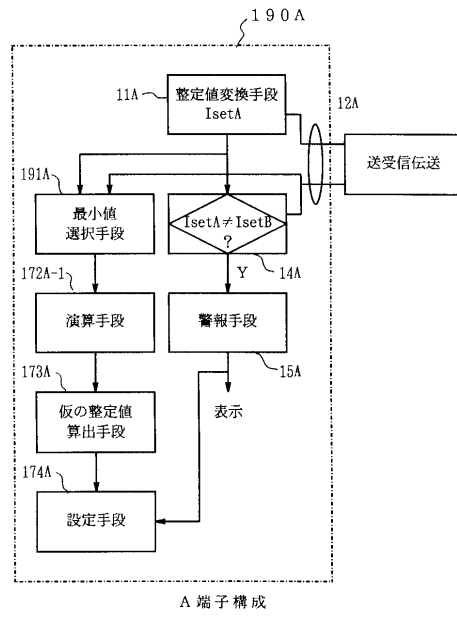 190A
11A
整定値変換手段
IsetA
12A
送受信伝送
191A
最小値
選択手段
IsetA≠IsetB
?
14A
Y
172A-1
演算手段
警報手段
15A
173A
仮の整定値
算出手段
表示
174A
設定手段
A端子構成